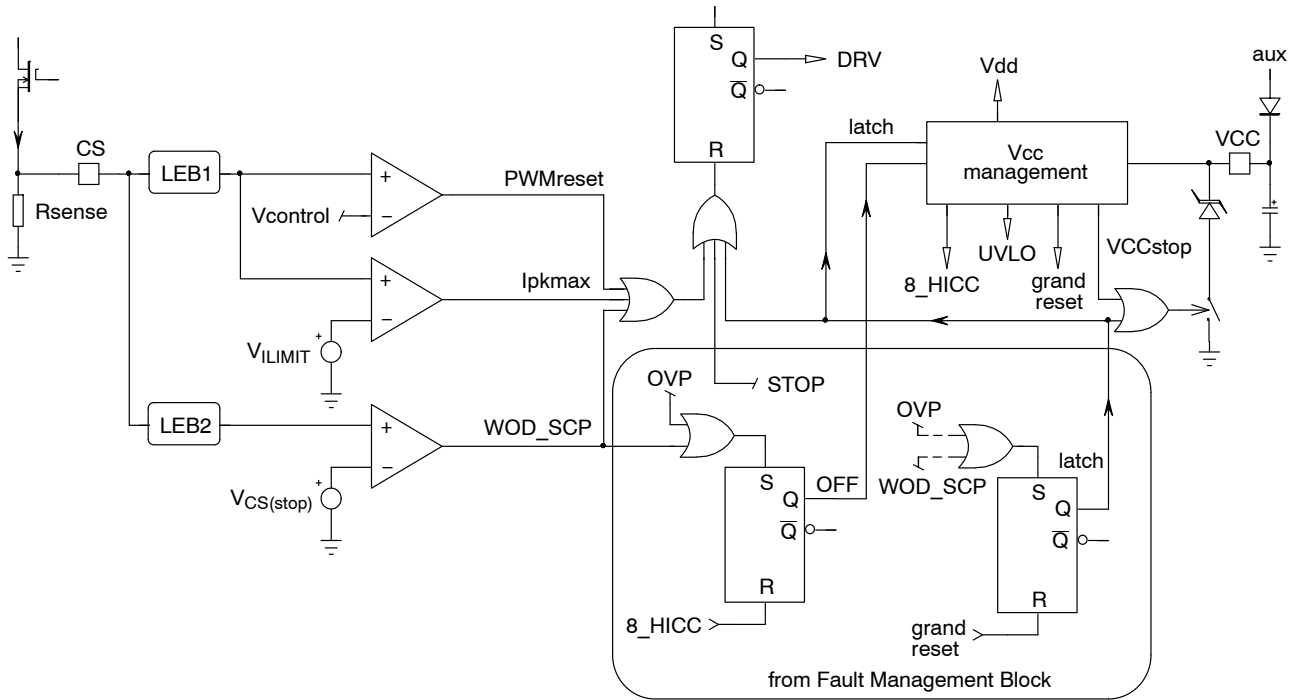 S
Q
Q
R
DRV
aux
Vdd
VCC
latch
Vcc
management
CS
LEB1
Rsense
+
−
Vcontrol
PWMreset
8_HICC
UVLO
grand
reset
VCCstop
+
+
−
Ipkmax
+
VILIMIT
STOP
LEB2
+
−
WOD_SCP
+
VCS(stop)
OVP
S
Q
Q
R
OFF
8_HICC
OVP
WOD_SCP
latch
S
Q
Q
R
grand
reset
from Fault Management Block